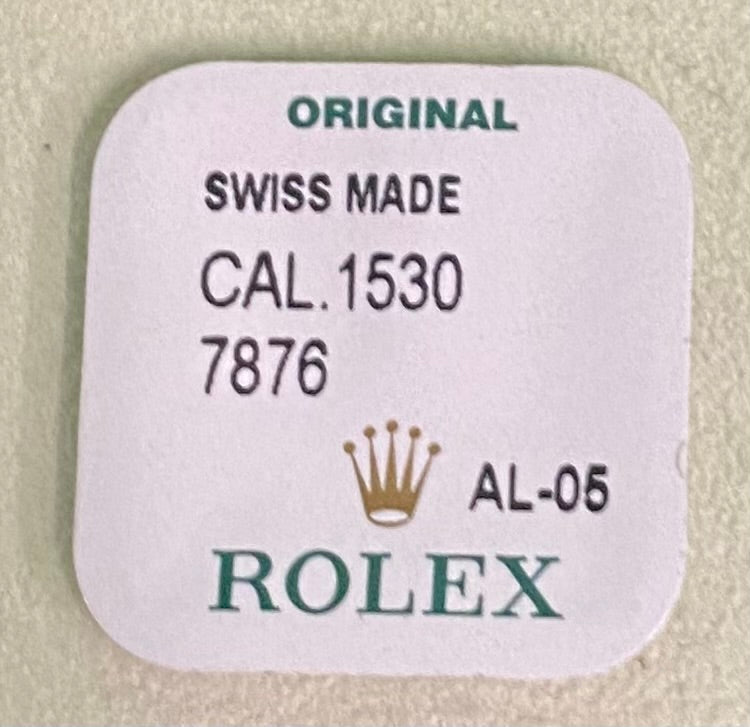 ORIGINAL
SWISS MADE
CAL.1530
7876
AL-05
ROLEX